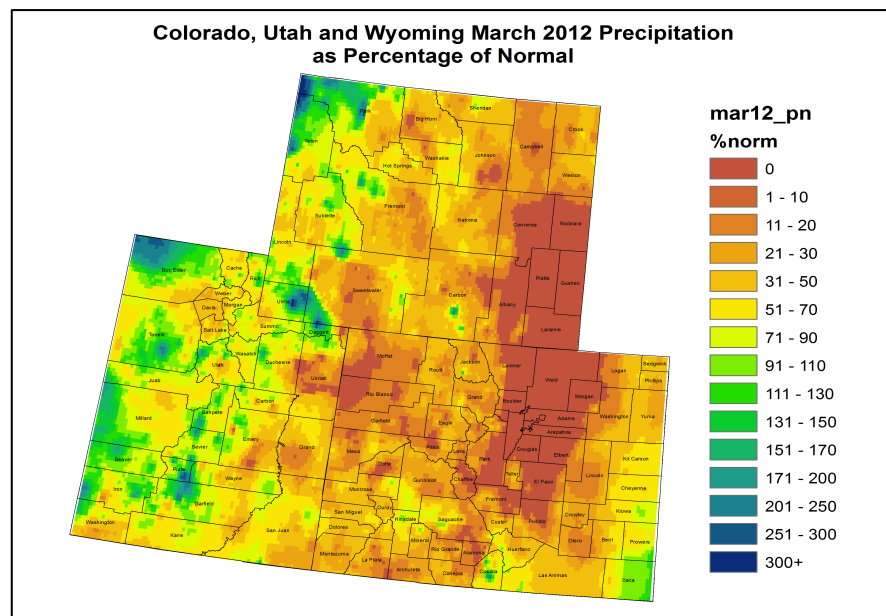 Colorado, Utah and Wyoming March 2012 Precipitation
as Percentage of Normal
mar12_pn
%norm
0
1 - 10
11 - 20
21 - 30
31 - 50
51 - 70
71 - 90
91 - 110
111 - 130
131 - 150
151 - 170
171 - 200
201 - 250
251 - 300
300+
Park
Sheridan
Big Horn
Crook
Campbell
Teton
Johnson
Washakie
Hot Springs
Weston
Fremont
Sublette
Natrona
Converse
Niobrara
Lincoln
Box Elder
Cache
Rich
Platte
Goshen
Sweetwater
Carbon
Albany
Weber
Uinta
Davis
Morgan
Salt Lake
Summit
Daggett
Laramie
Tooele
Wasatch
Utah
Duchesne
Uintah
Moffat
Routt
Jackson
Larimer
Weld
Logan
Sedgwick
Phillips
Juab
Carbon
Rio Blanco
Grand
Boulder
Morgan
Washington
Yuma
Millard
Sanpete
Emery
Garfield
Eagle
Adams
Arapahoe
Sevier
Grand
Mesa
Pitkin
Lake
Park
Douglas
Elbert
Kit Carson
Beaver
Piute
Wayne
Delta
Gunnison
Chaffee
Teller
El Paso
Lincoln
Cheyenne
Iron
Garfield
Montrose
Fremont
Kiowa
Ouray
San Miguel
Hinsdale
Saguache
Custer
Pueblo
Crowley
Washington
Kane
San Juan
Dolores
Mineral
Rio Grande
Alamosa
Huerfano
Otero
Bent
Prowers
Montezuma
La Plata
Archuleta
Conejos
Costilla
Las Animas
Baca